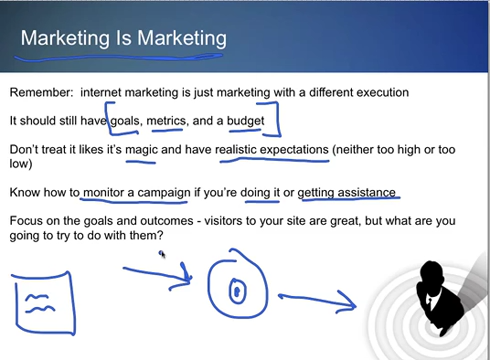 Marketing Is Marketing
Remember:  internet marketing is just marketing with a different execution
It should still have goals, metrics, and a budget
Don't treat it likes it's magic and have realistic expectations (neither too high or too
low)
Know how to monitor a campaign if you're doing it or getting assistance
Focus on the goals and outcomes - visitors to your site are great, but what are you
going to try to do with them?